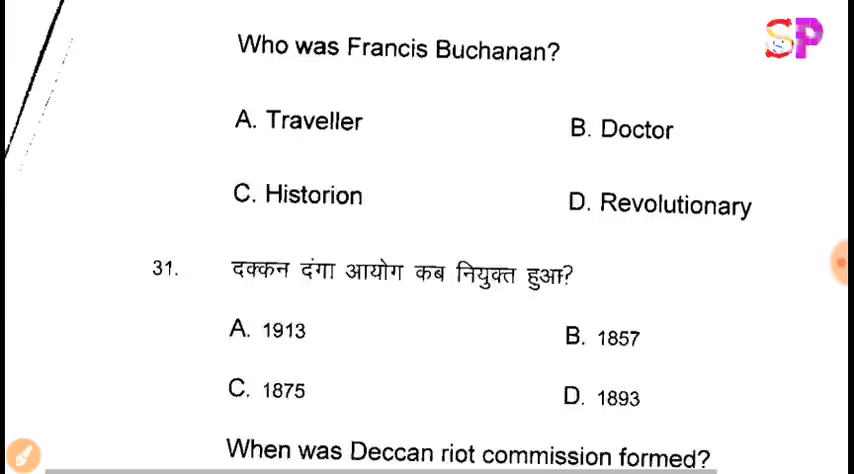 SP
Who was Francis Buchanan?
A. Traveller B. Doctor
C. Historion D. Revolutionary
31. दक्कन दंगा आयोग कब नियुक्त हुआ?
A. 1913 B. 1857
C. 1875 D. 1893
When was Deccan riot commission formed?